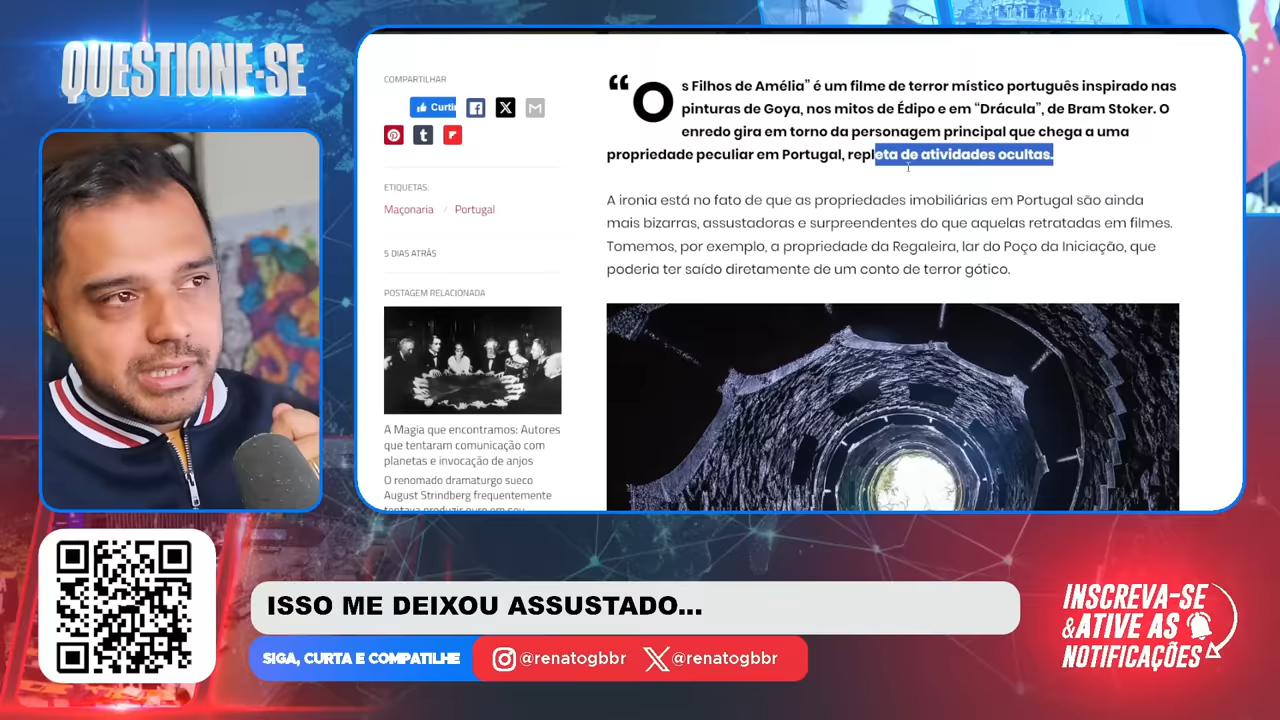 QUESTIONE-SE
COMPARTILHAR
Curtir
ETIQUETAS:
Maçonaria / Portugal
5 DIAS ATRÁS
POSTAGEM RELACIONADA
A Magia que encontramos: Autores
que tentaram comunicação com
planetas e invocação de anjos
O renomado dramaturgo sueco
August Strindberg frequentemente
tentava produzir ouro em seu
“Os Filhos de Amélia” é um filme de terror místico português inspirado nas
pinturas de Goya, nos mitos de Édipo e em “Drácula”, de Bram Stoker. O
enredo gira em torno da personagem principal que chega a uma
propriedade peculiar em Portugal, repleta de atividades ocultas.
A ironia está no fato de que as propriedades imobiliárias em Portugal são ainda
mais bizarras, assustadoras e surpreendentes do que aquelas retratadas em filmes.
Tomemos, por exemplo, a propriedade da Regaleira, lar do Poço da Iniciação, que
poderia ter saído diretamente de um conto de terror gótico.
ISSO ME DEIXOU ASSUSTADO...
SIGA, CURTA E COMPATILHE
@renatogbbr
@renatogbbr
INSCREVA-SE
&ATIVE AS
NOTIFICAÇÕES